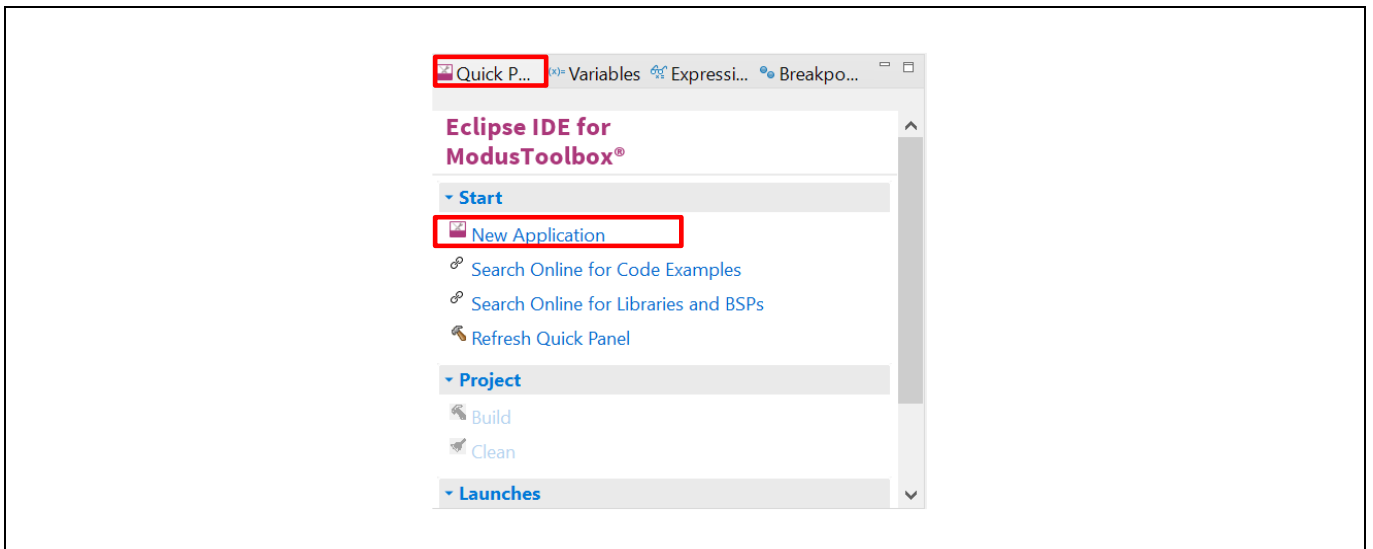 Quick P... (x)= Variables Expressi... Breakpo...
Eclipse IDE for
ModusToolbox®
Start
New Application
Search Online for Code Examples
Search Online for Libraries and BSPs
Refresh Quick Panel
Project
Build
Clean
Launches